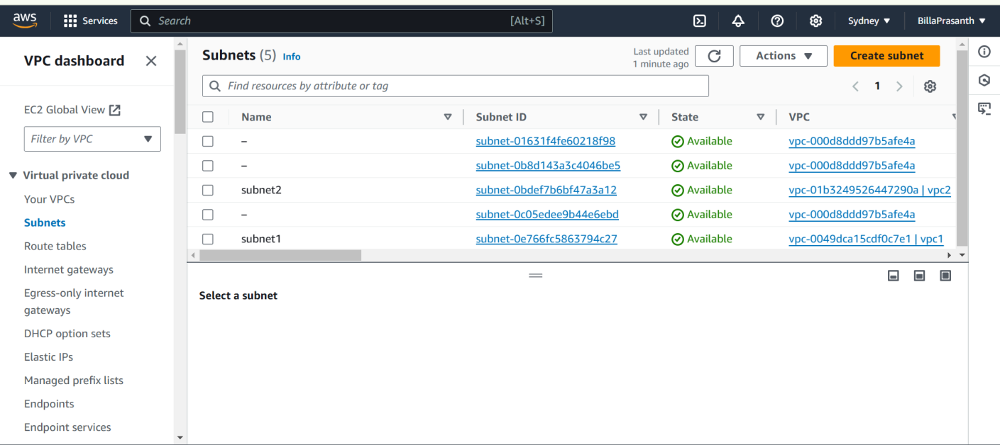 aws Services Search [Alt+S] Sydney BillaPrasanth
VPC dashboard
EC2 Global View
Filter by VPC
Virtual private cloud
Your VPCs
Subnets
Route tables
Internet gateways
Egress-only internet
gateways
DHCP option sets
Elastic IPs
Managed prefix lists
Endpoints
Endpoint services
Subnets (5) Info
Last updated
1 minute ago
Actions
Create subnet
Find resources by attribute or tag
1
Name Subnet ID State VPC
– subnet-01631f4fe60218f98 Available vpc-000d8ddd97b5afe4a
– subnet-0b8d143a3c4046be5 Available vpc-000d8ddd97b5afe4a
subnet2 subnet-0bdef7b6bf47a3a12 Available vpc-01b3249526447290a | vpc2
– subnet-0c05edee9b44e6ebd Available vpc-000d8ddd97b5afe4a
subnet1 subnet-0e766fc5863794c27 Available vpc-0049dca15cdf0c7e1 | vpc1
Select a subnet